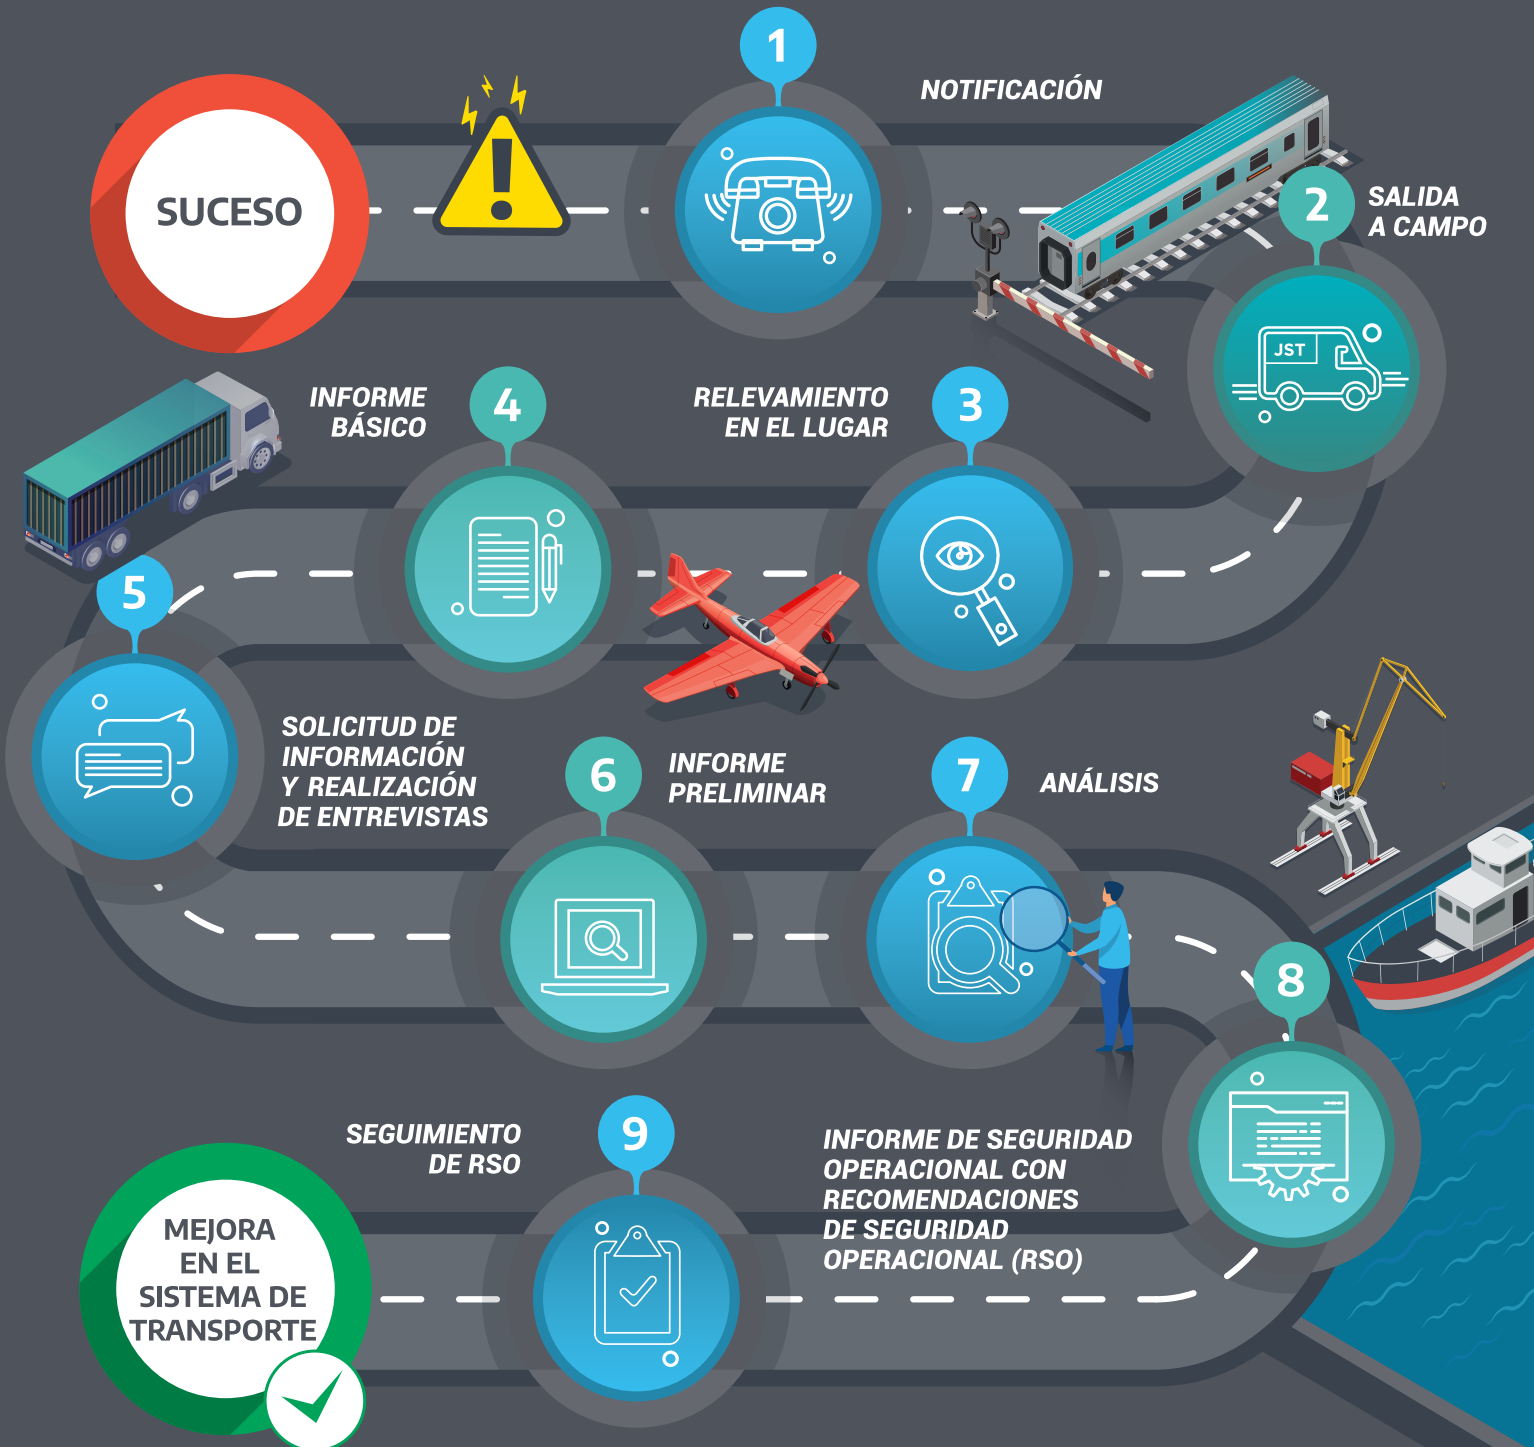 SUCESO
1
NOTIFICACIÓN
2
SALIDA
A CAMPO
JST
3
RELEVAMIENTO
EN EL LUGAR
4
INFORME
BÁSICO
5
SOLICITUD DE
INFORMACIÓN
Y REALIZACIÓN
DE ENTREVISTAS
6
INFORME
PRELIMINAR
7
ANÁLISIS
8
INFORME DE SEGURIDAD
OPERACIONAL CON
RECOMENDACIONES
DE SEGURIDAD
OPERACIONAL (RSO)
9
SEGUIMIENTO
DE RSO
MEJORA
EN EL
SISTEMA DE
TRANSPORTE